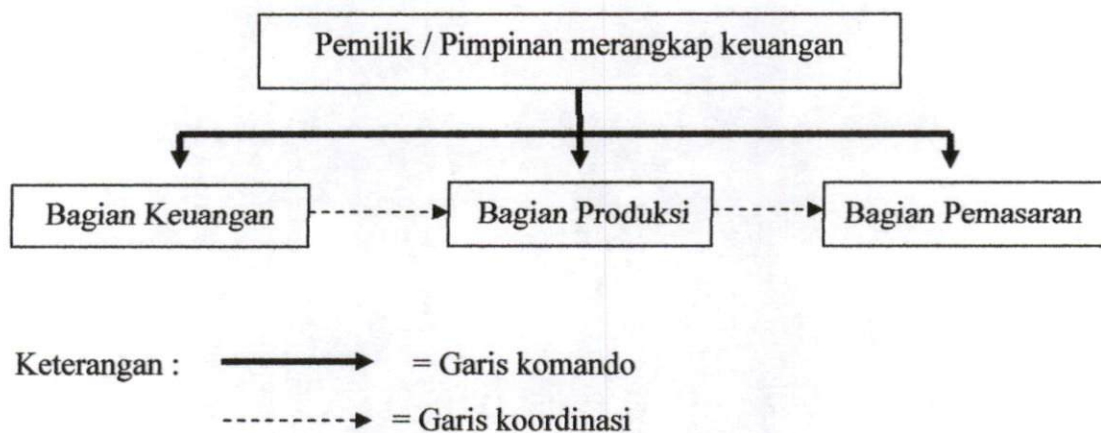 Pemilik / Pimpinan merangkap keuangan
Bagian Keuangan
Bagian Produksi
Bagian Pemasaran
Keterangan :
= Garis komando
= Garis koordinasi